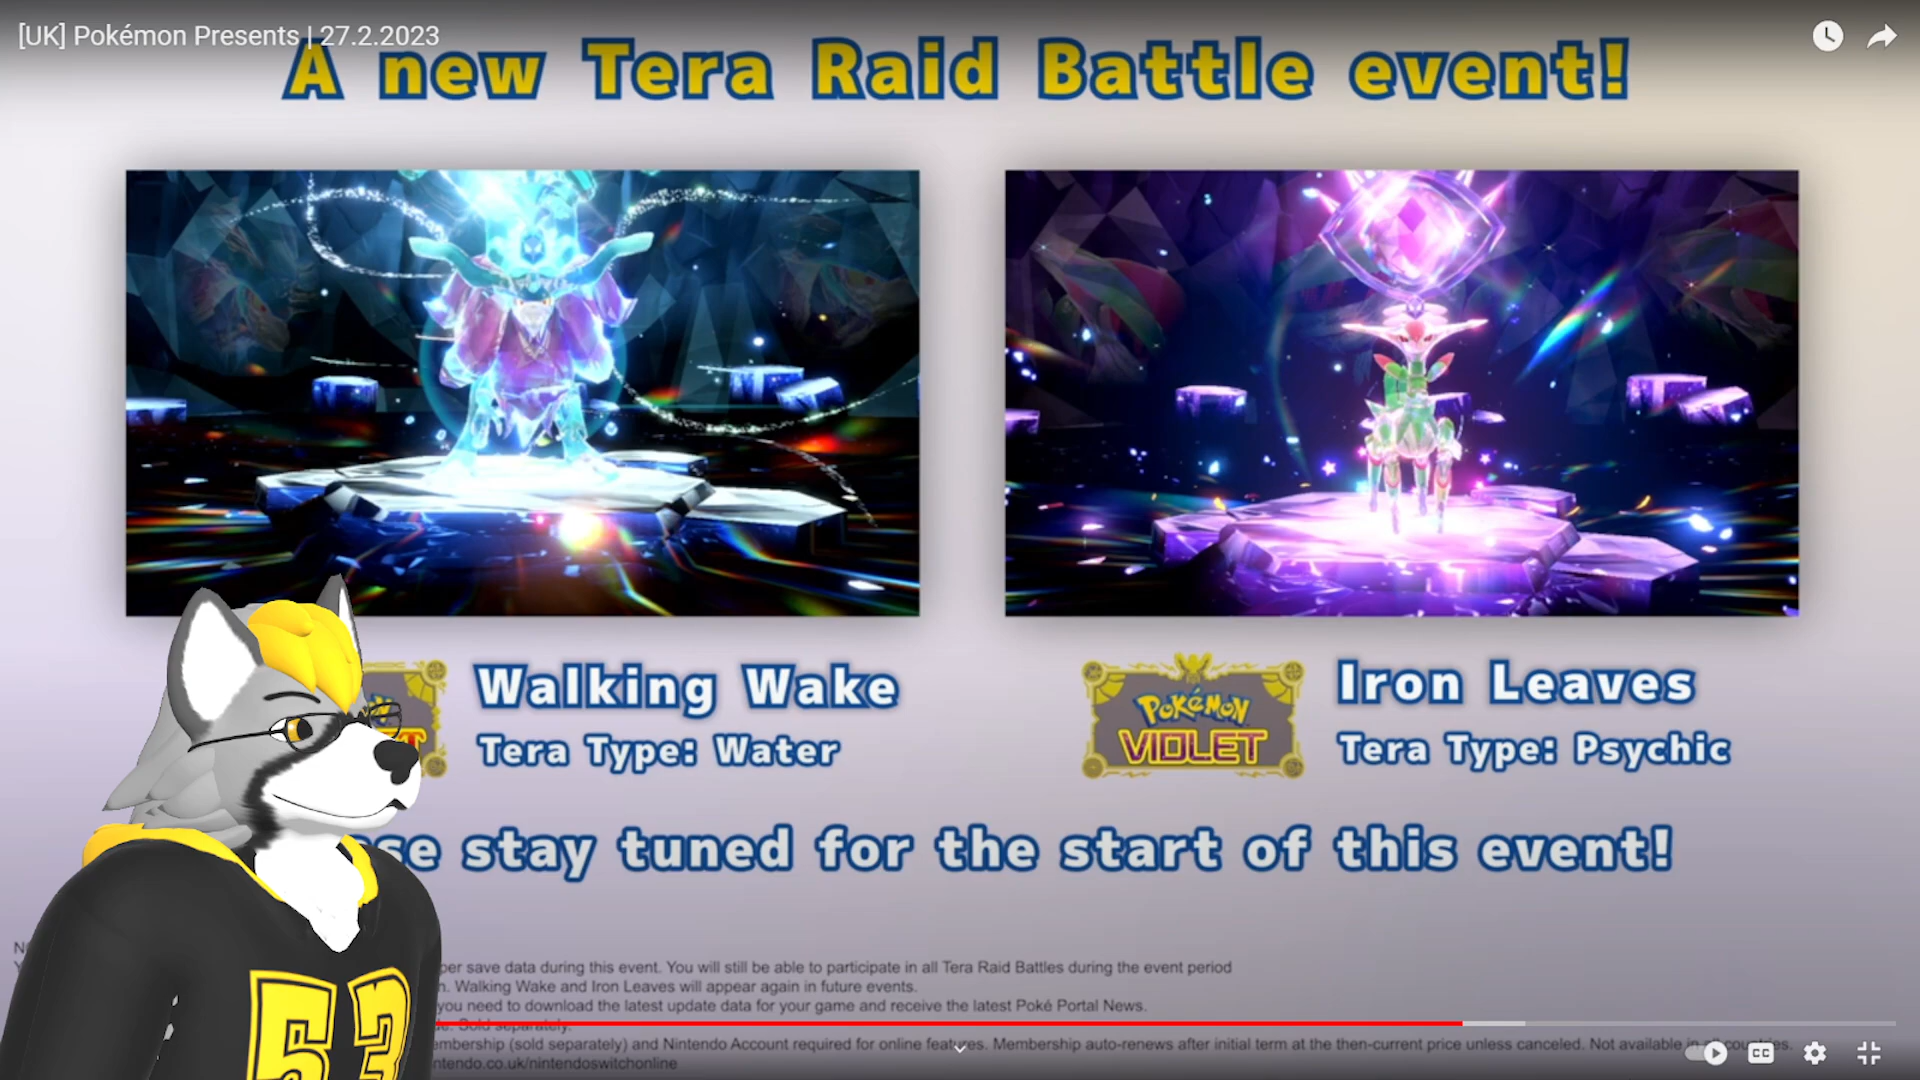 [UK] Pokémon Presents | 27.2.2023
A new Tera Raid Battle event!
Walking Wake
Tera Type: Water
POKéMON
VIOLET
Iron Leaves
Tera Type: Psychic
stay tuned for the start of this event!
per save data during this event. You will still be able to participate in all Tera Raid Battles during the event period
Walking Wake and Iron Leaves will appear again in future events.
you need to download the latest update data for your game and receive the latest Poké Portal News.
Sold separately.
(sold separately) and Nintendo Account required for online features. Membership auto-renews after initial term at the then-current price unless canceled. Not available in all countries.
ntendo.co.uk/nintendoswitchonline
53
CC